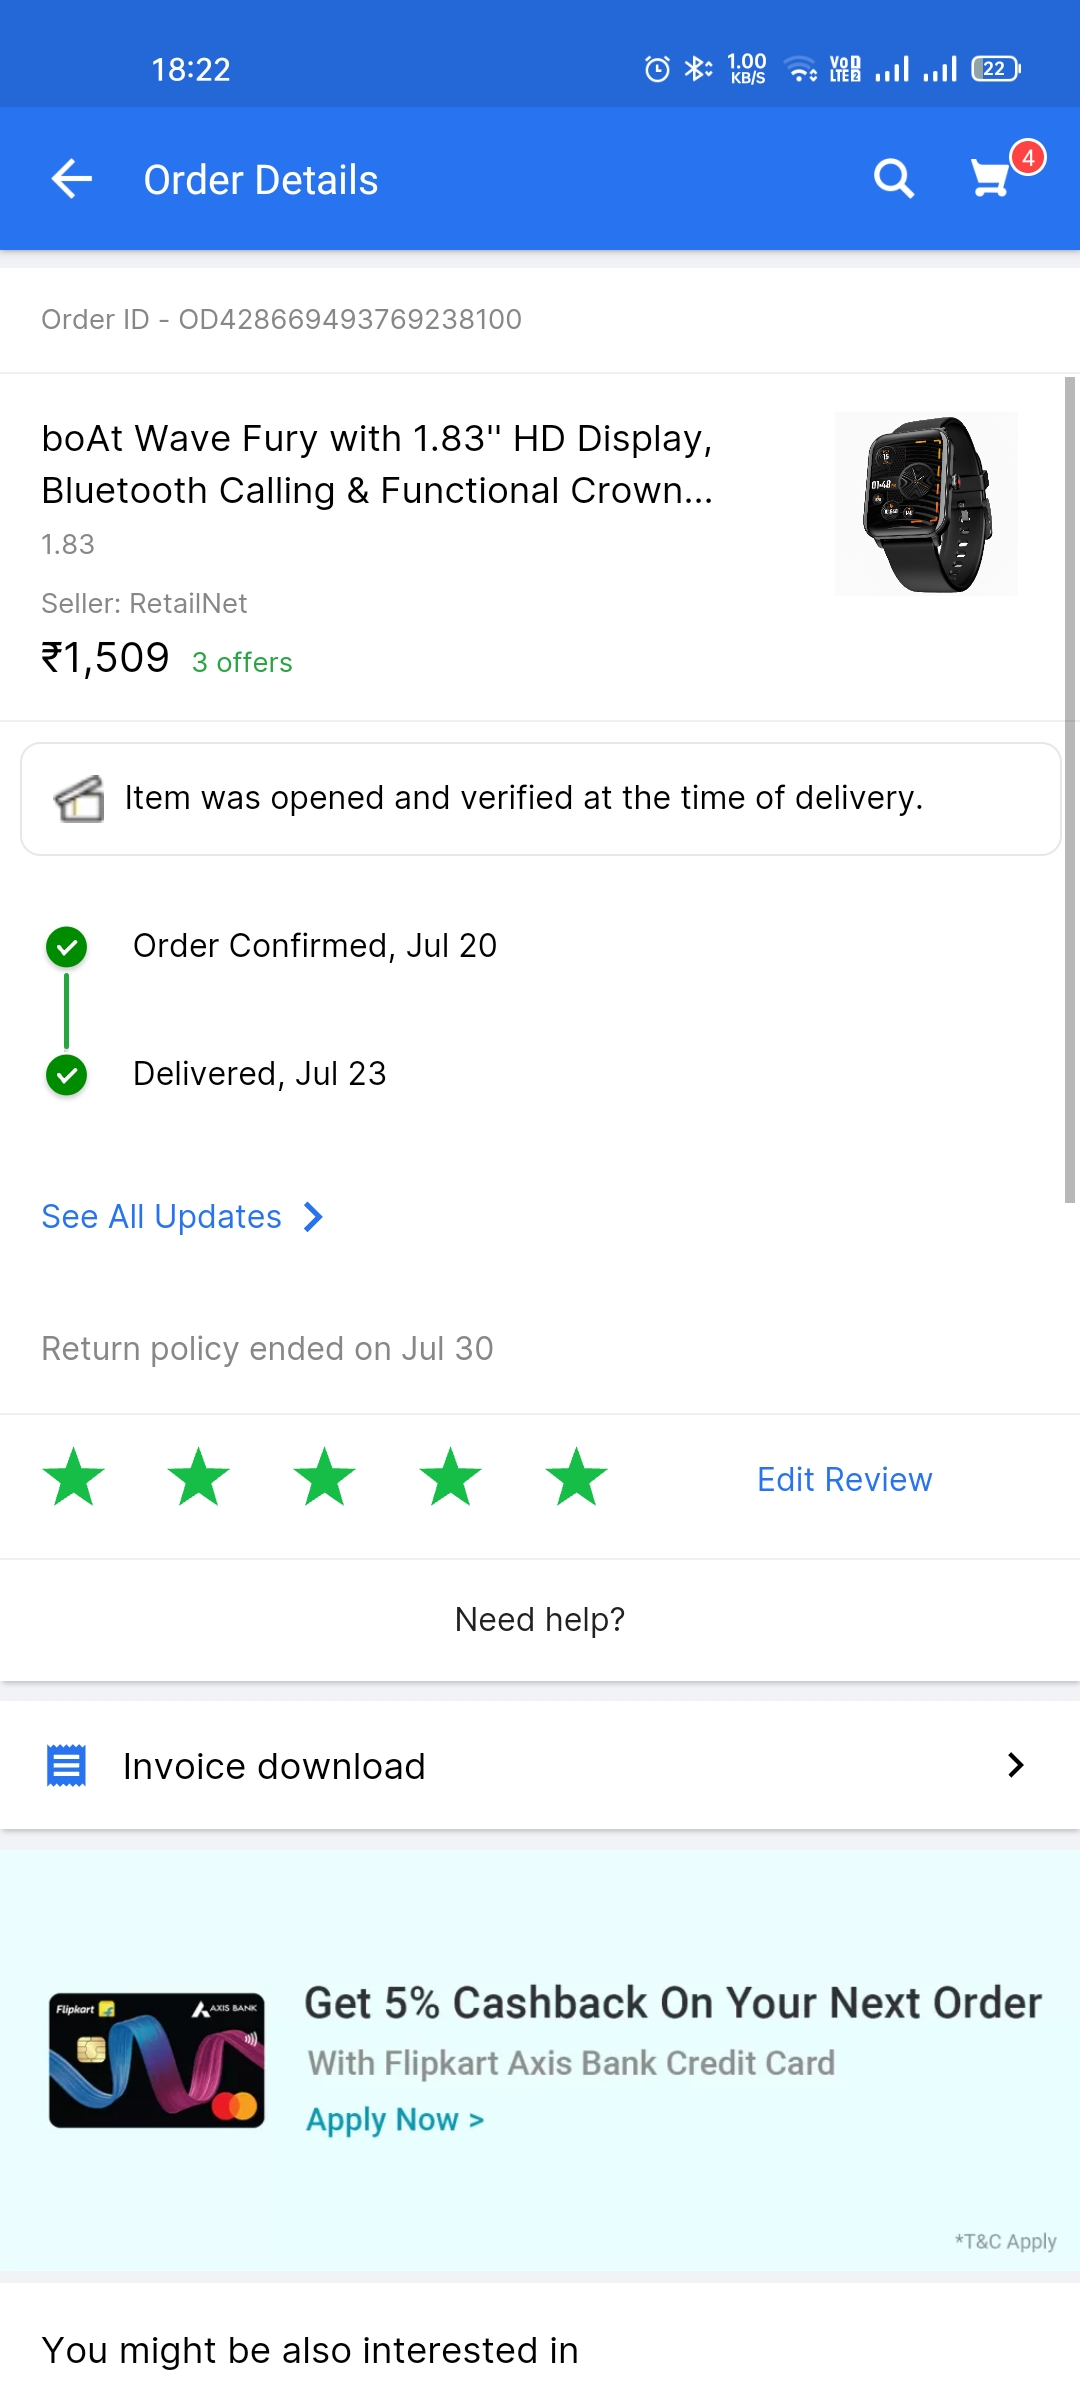 18:22
1.00
KB/S
VoD
LTE2
22
Order Details
4
Order ID - OD428669493769238100
boAt Wave Fury with 1.83" HD Display,
Bluetooth Calling & Functional Crown...
1.83
Seller: RetailNet
₹1,509 3 offers
Item was opened and verified at the time of delivery.
Order Confirmed, Jul 20
Delivered, Jul 23
See All Updates
Return policy ended on Jul 30
Edit Review
Need help?
Invoice download
Flipkart
AXIS BANK
Get 5% Cashback On Your Next Order
With Flipkart Axis Bank Credit Card
Apply Now >
*T&C Apply
You might be also interested in